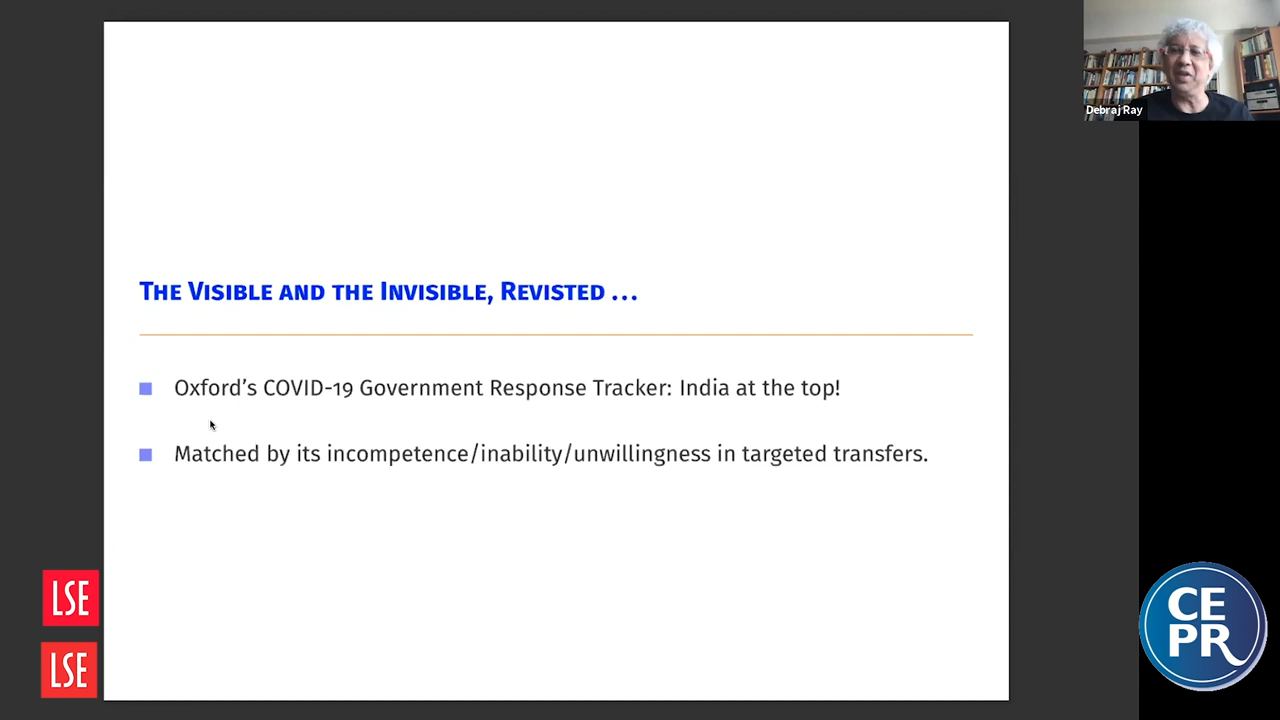 Debraj Ray
The Visible and the Invisible, Revisted ...
Oxford's COVID-19 Government Response Tracker: India at the top!
Matched by its incompetence/inability/unwillingness in targeted transfers.
LSE
LSE
CE
PR